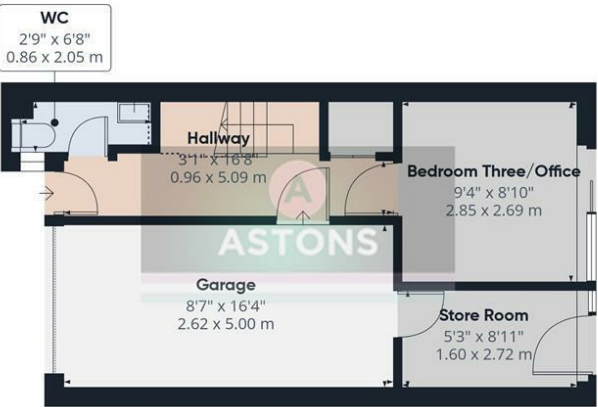 WC
2'9" x 6'8"
0.86 x 2.05 m
Hallway
3'1" x 16'8"
0.96 x 5.09 m
Bedroom Three/Office
9'4" x 8'10"
2.85 x 2.69 m
A
ASTONS
Garage
8'7" x 16'4"
2.62 x 5.00 m
Store Room
5'3" x 8'11"
1.60 x 2.72 m